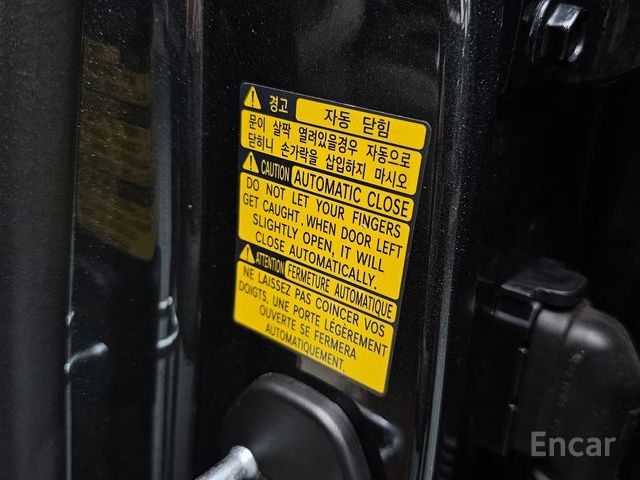 경고 자동 닫힘
문이 살짝 열려있을경우 자동으로
닫히니 손가락을 삽입하지 마시오
CAUTION AUTOMATIC CLOSE
DO NOT LET YOUR FINGERS
GET CAUGHT. WHEN DOOR LEFT
SLIGHTLY OPEN, IT WILL
CLOSE AUTOMATICALLY.
ATTENTION FERMETURE AUTOMATIQUE
NE LAISSEZ PAS COINCER VOS
DOIGTS. UNE PORTE LÉGÈREMENT
OUVERTE SE FERMERA
AUTOMATIQUEMENT.
Encar